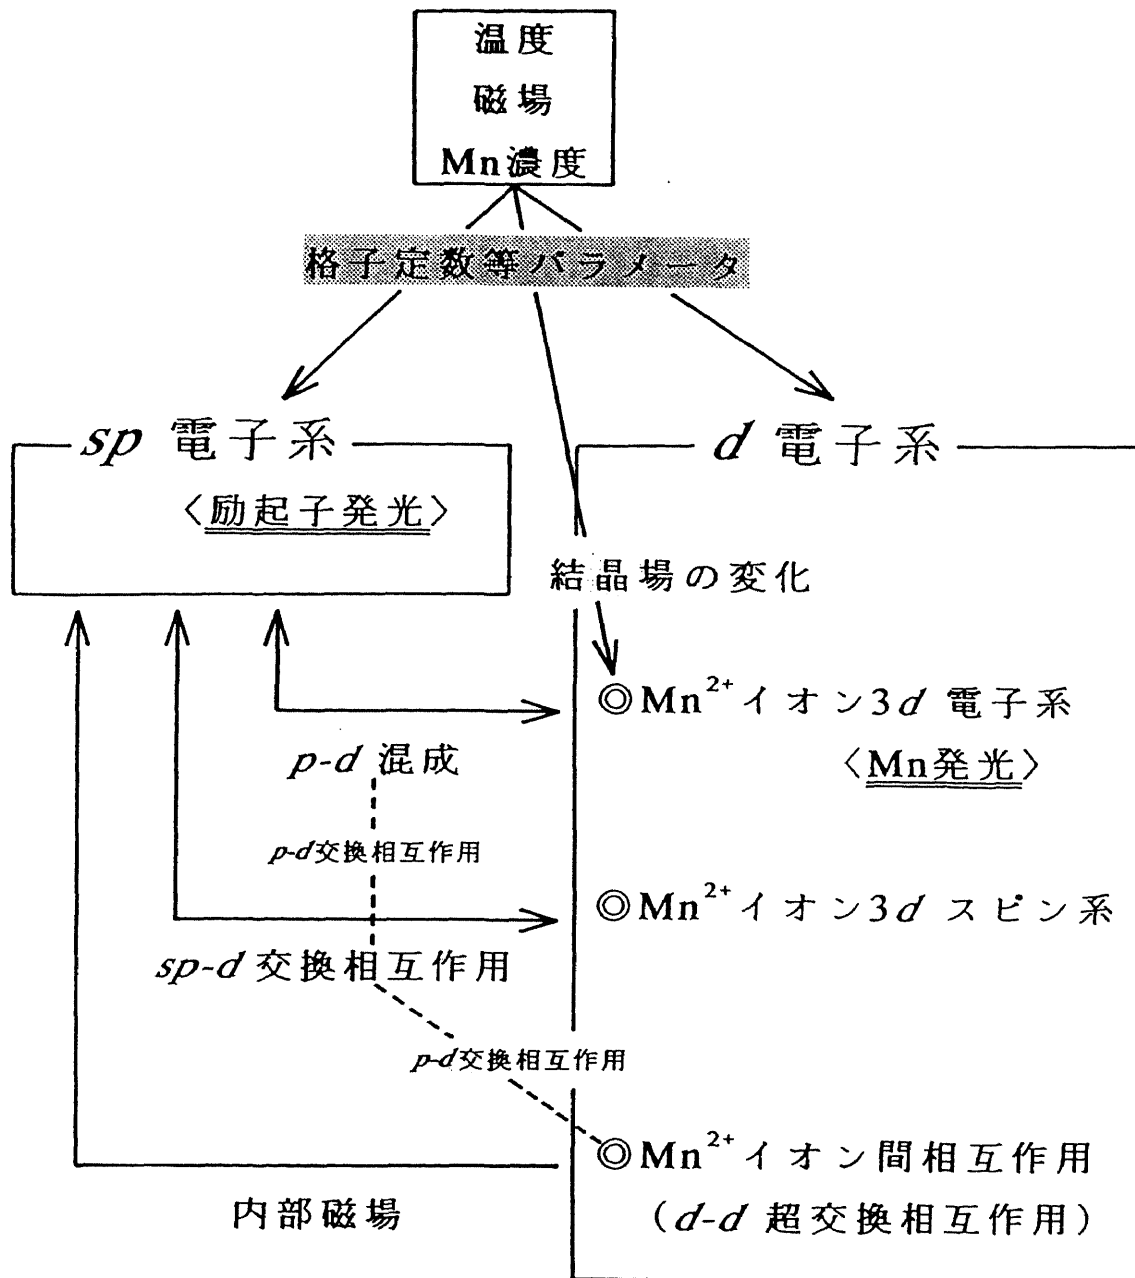 温度
磁場
Mn濃度
格子定数等パラメータ
sp 電子系
〈励起子発光〉
d 電子系
結晶場の変化
◎Mn²⁺イオン3d 電子系
〈Mn発光〉
p-d 混成
p-d交換相互作用
◎Mn²⁺イオン3d スピン系
sp-d 交換相互作用
p-d交換相互作用
◎Mn²⁺イオン間相互作用
(d-d 超交換相互作用)
内部磁場